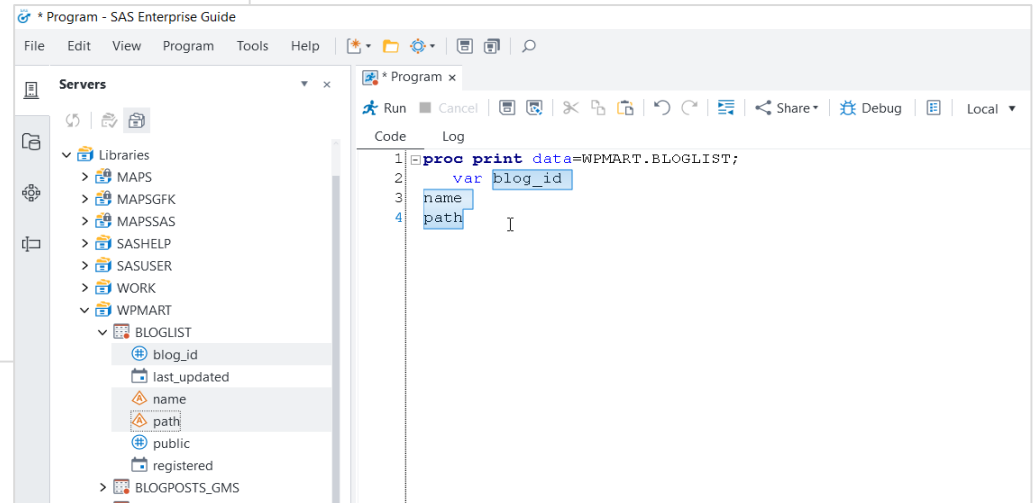 * Program - SAS Enterprise Guide
File Edit View Program Tools Help
Servers
* Program ×
Run Cancel Share Debug Local
Code Log
Libraries
MAPS
MAPSGFK
MAPSSAS
SASHELP
SASUSER
WORK
WPMART
BLOGLIST
blog_id
last_updated
name
path
public
registered
BLOGPOSTS_GMS
1 proc print data=WPMART.BLOGLIST;
2 var blog_id
3 name
4 path